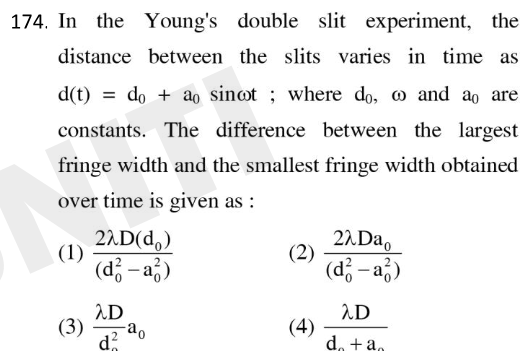 174. In the Young's double slit experiment, the
distance between the slits varies in time as
d(t) = d₀ + a₀ sinωt ; where d₀, ω and a₀ are
constants. The difference between the largest
fringe width and the smallest fringe width obtained
over time is given as :
(1) 2λD(d₀) / (d₀² – a₀²) (2) 2λDa₀ / (d₀² – a₀²)
(3) λD / d₀² a₀ (4) λD / d₀ + a₀
NITI